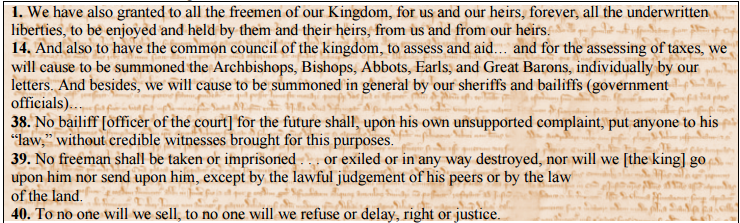 1. We have also granted to all the freemen of our Kingdom, for us and our heirs, forever, all the underwritten
liberties, to be enjoyed and held by them and their heirs, from us and from our heirs.
14. And also to have the common council of the kingdom, to assess and aid… and for the assessing of taxes, we
will cause to be summoned the Archbishops, Bishops, Abbots, Earls, and Great Barons, individually by our
letters. And besides, we will cause to be summoned in general by our sheriffs and bailiffs (government
officials)…
38. No bailiff [officer of the court] for the future shall, upon his own unsupported complaint, put anyone to his
“law,” without credible witnesses brought for this purposes.
39. No freeman shall be taken or imprisoned . . . or exiled or in any way destroyed, nor will we [the king] go
upon him nor send upon him, except by the lawful judgement of his peers or by the law
of the land.
40. To no one will we sell, to no one will we refuse or delay, right or justice.